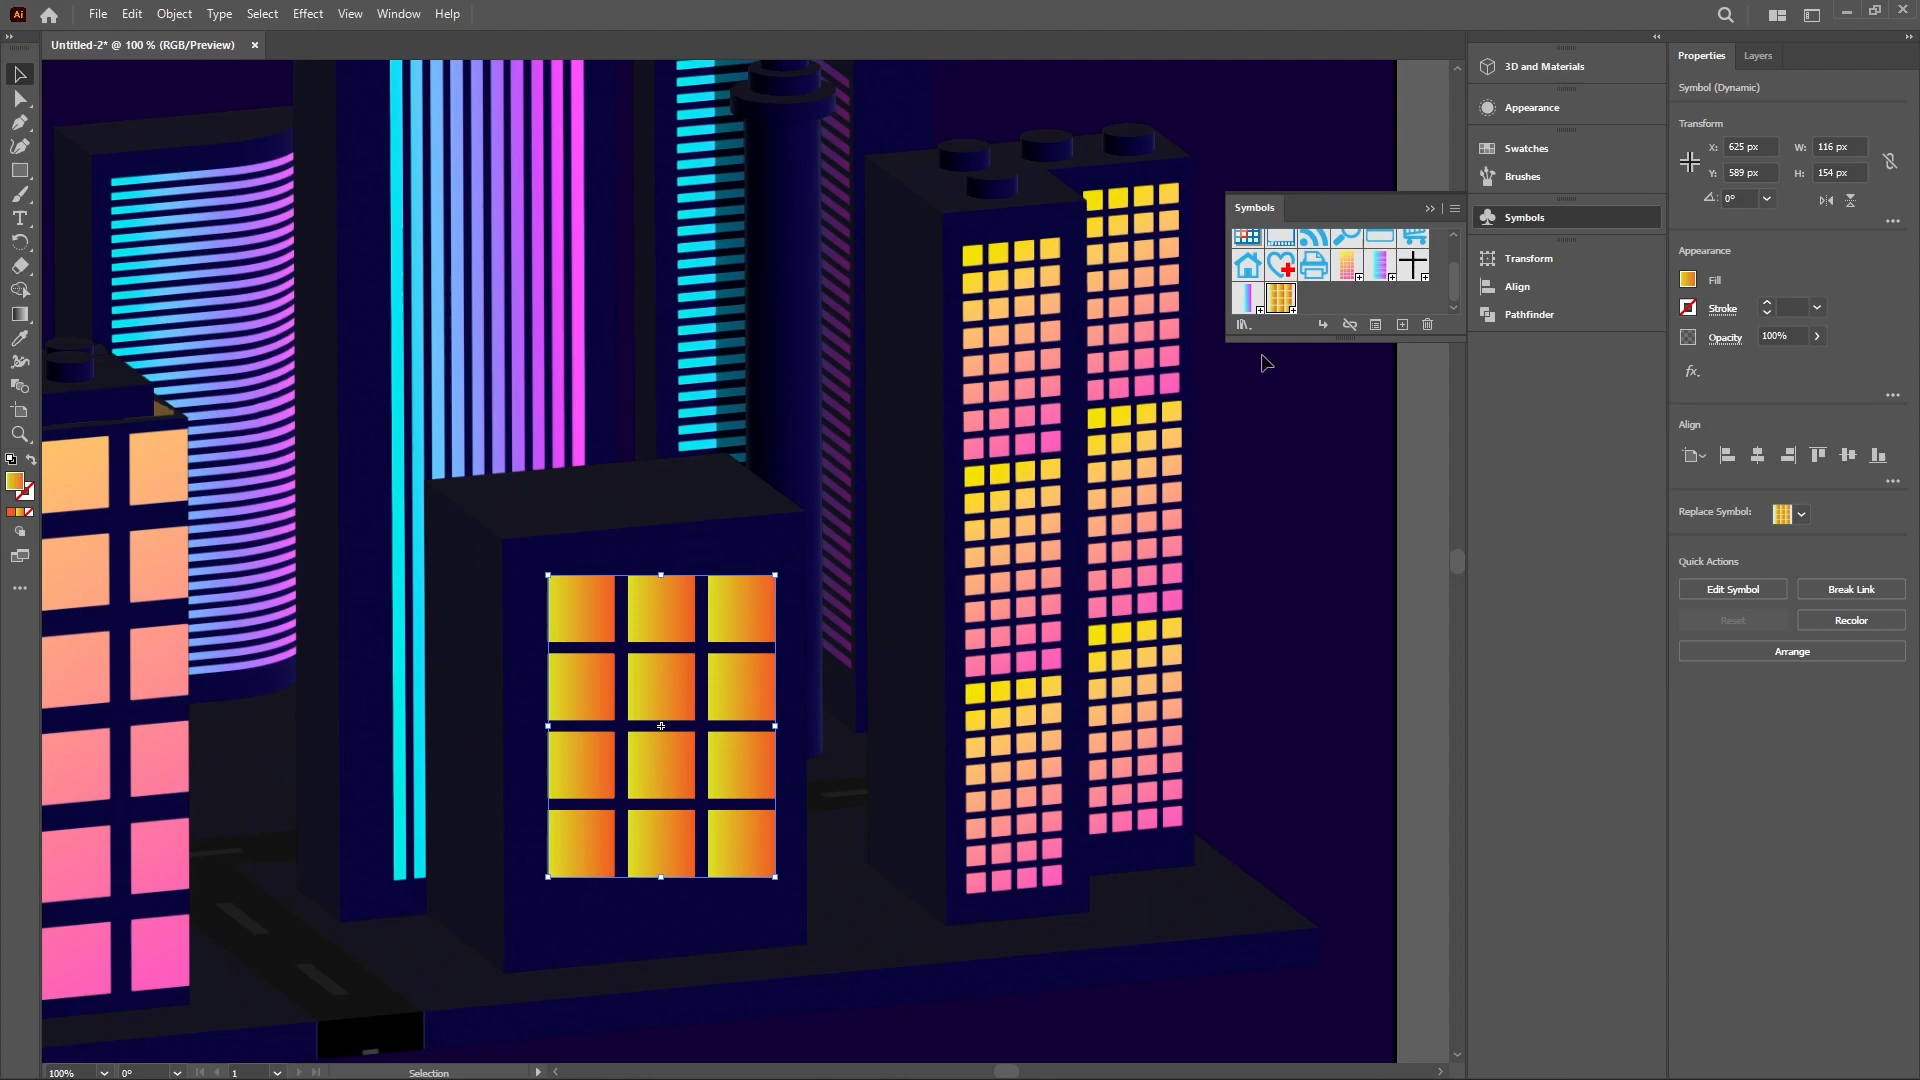 Ai File Edit Object Type Select Effect View Window Help
Untitled-2* @ 100 % (RGB/Preview)
Symbols
3D and Materials
Appearance
Swatches
Brushes
Symbols
Transform
Align
Pathfinder
Properties Layers
Symbol (Dynamic)
Transform
X: 625 px W: 116 px
Y: 589 px H: 154 px
0°
Appearance
Fill
Stroke
Opacity 100%
fx.
Align
Replace Symbol:
Quick Actions
Edit Symbol Break Link
Reset Recolor
Arrange
100% 0° 1 Selection